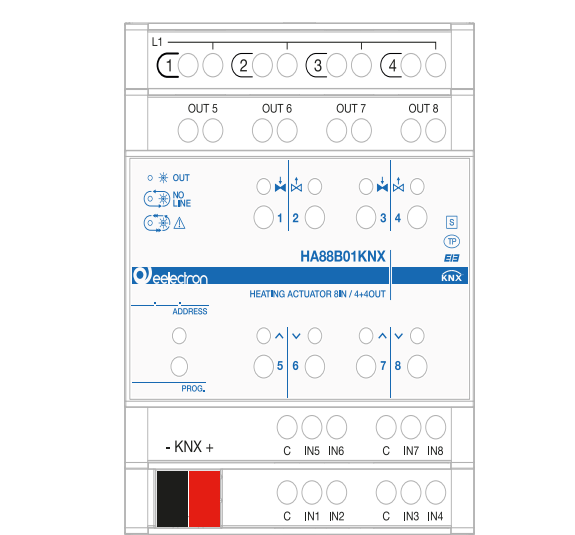 L1
1 2 3 4
OUT 5 OUT 6 OUT 7 OUT 8
OUT
NO
LINE
1 2 3 4
S
TP
EIB
HA88B01KNX
eelectron KNX
HEATING ACTUATOR 8IN / 4+4OUT
ADDRESS
5 6 7 8
PROG.
- KNX +
C IN5 IN6 C IN7 IN8
C IN1 IN2 C IN3 IN4